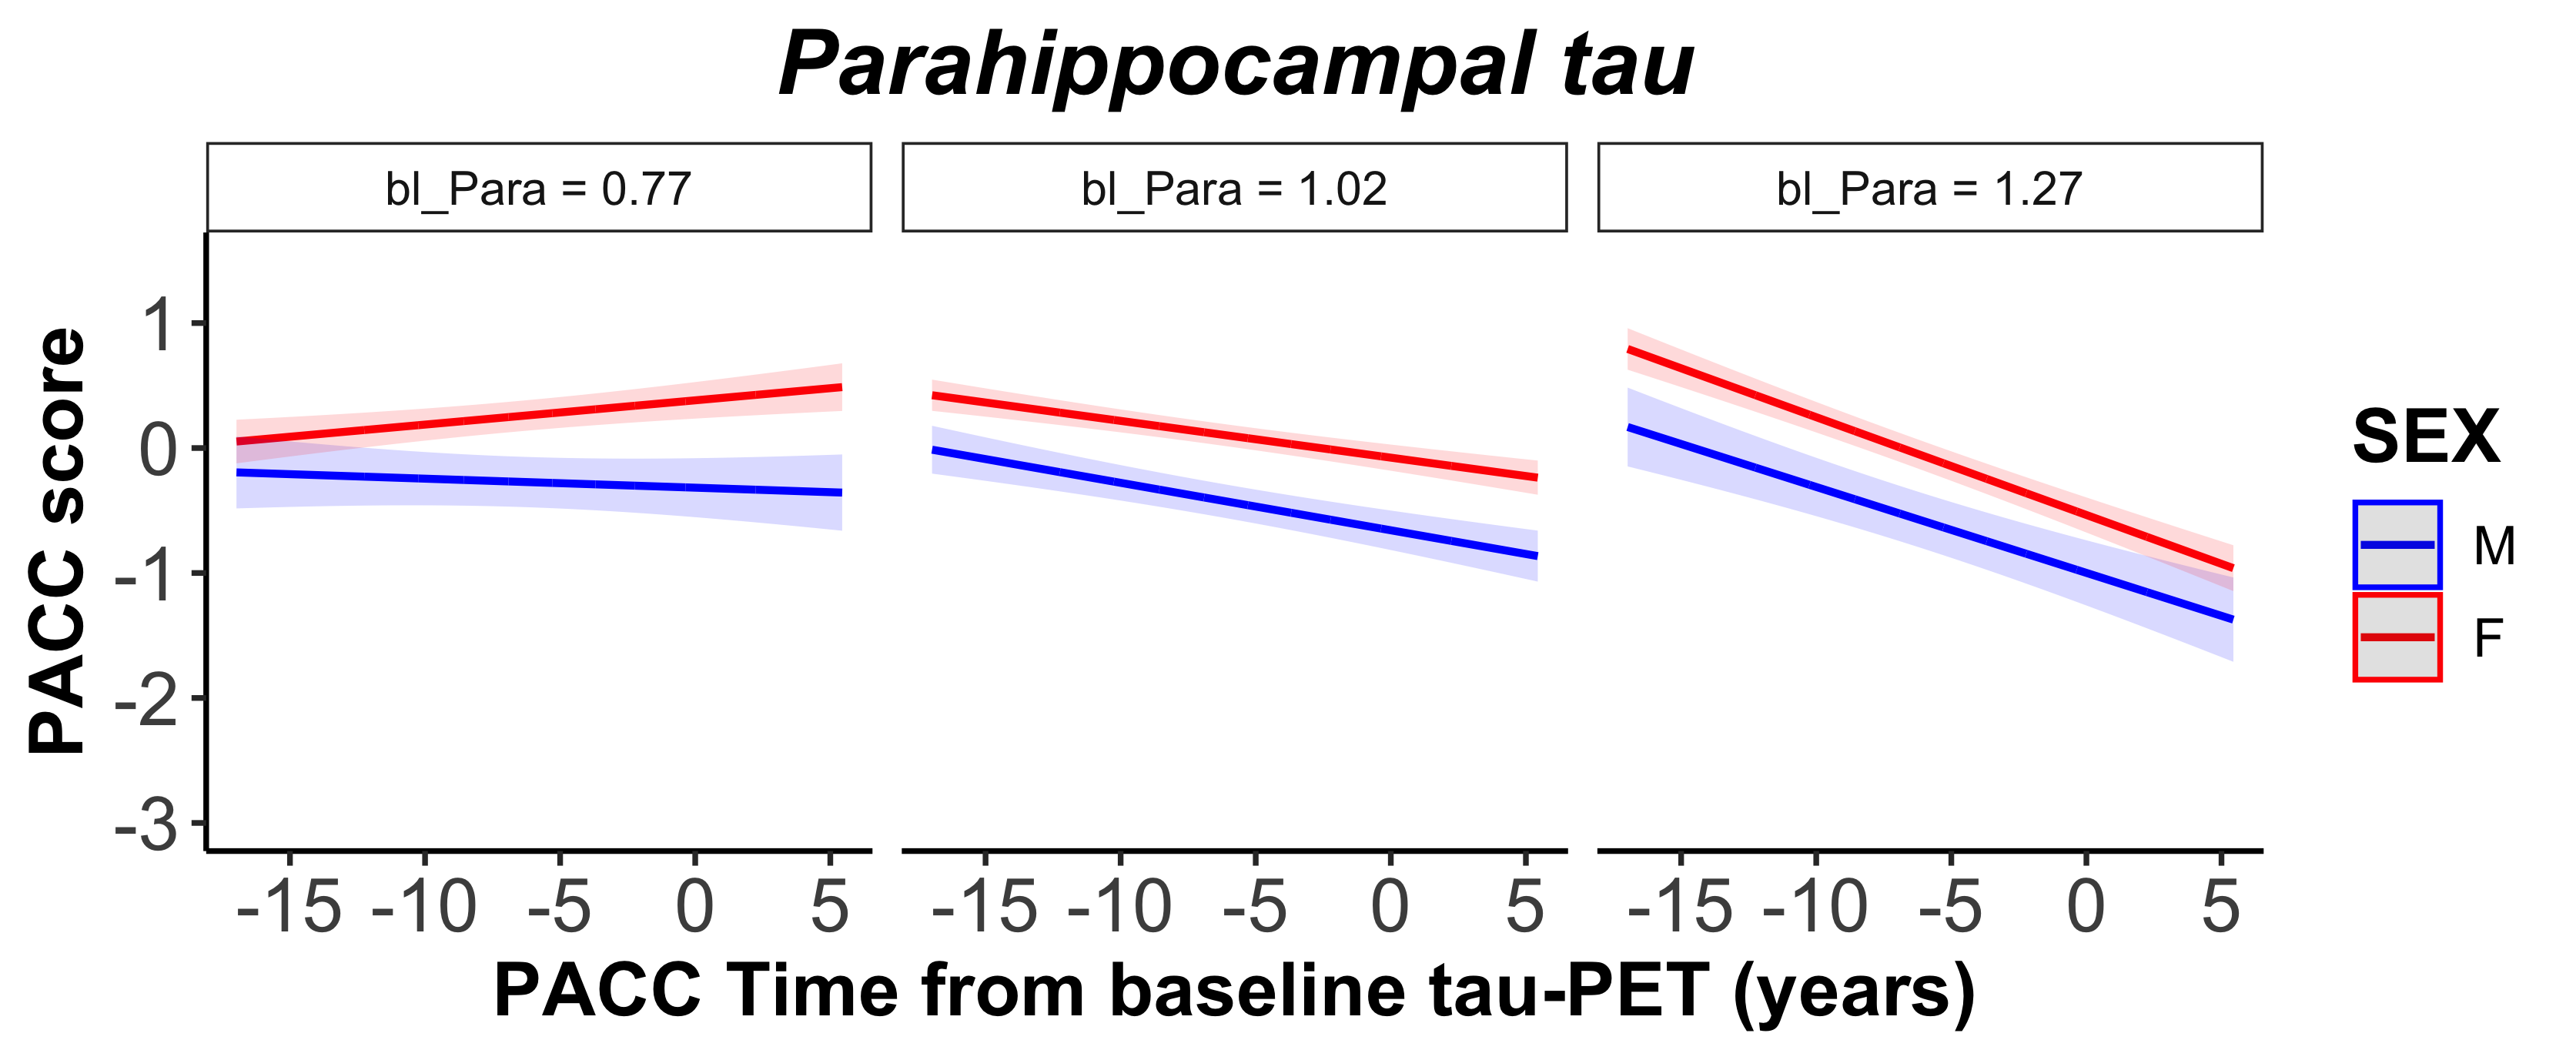 Parahippocampal tau
bl_Para = 0.77
bl_Para = 1.02
bl_Para = 1.27
PACC score
1
0
-1
-2
-3
-15 -10 -5 0 5
-15 -10 -5 0 5
-15 -10 -5 0 5
PACC Time from baseline tau-PET (years)
SEX
M
F